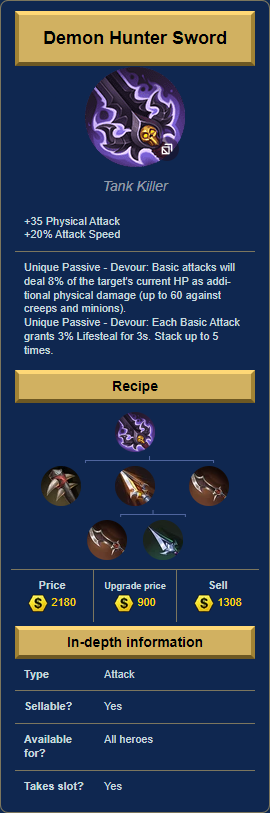 Demon Hunter Sword
Tank Killer
+35 Physical Attack
+20% Attack Speed
Unique Passive - Devour: Basic attacks will
deal 8% of the target's current HP as addi-
tional physical damage (up to 60 against
creeps and minions).
Unique Passive - Devour: Each Basic Attack
grants 3% Lifesteal for 3s. Stack up to 5
times.
Recipe
Price Upgrade price Sell
$ 2180 $ 900 $ 1308
In-depth information
Type Attack
Sellable? Yes
Available All heroes
for?
Takes slot? Yes